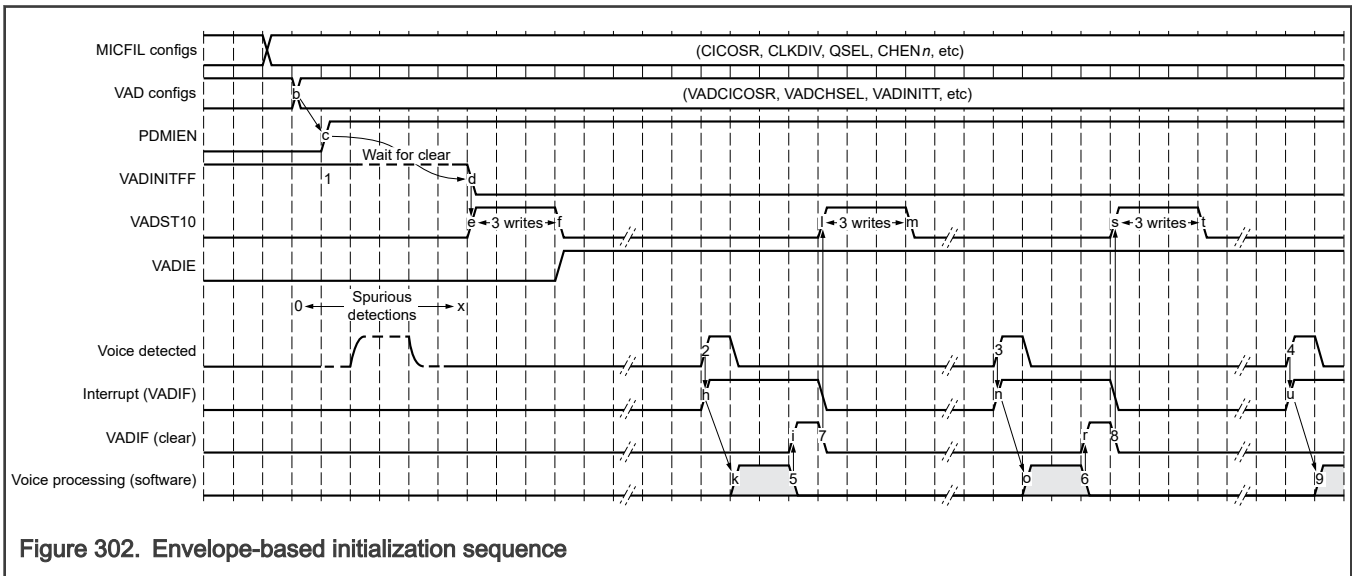 MICFIL configs
(CICOSR, CLKDIV, QSEL, CHENn, etc)
VAD configs
b
(VADCICOSR, VADCHSEL, VADINITT, etc)
PDMIEN
c
Wait for clear
VADINITFF
1
d
VADST10
e
3 writes
f
l
3 writes
m
s
3 writes
t
VADIE
0
Spurious
detections
x
Voice detected
2
3
4
Interrupt (VADIF)
h
n
u
VADIF (clear)
i
7
r
8
Voice processing (software)
k
5
o
6
9
Figure 302. Envelope-based initialization sequence